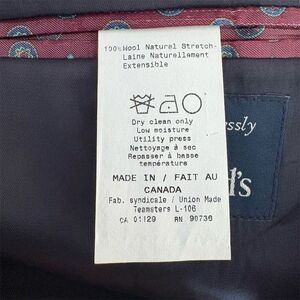 100% Wool Natural Stretch-
Laine Naturellement
Extensible
Dry clean only
Low moisture
Utility press
Nettoyage à sec
Repasser à basse
température
MADE IN / FAIT AU
CANADA
Fab. syndicale / Union Made
Teamsters L-106
CA 01129 RN 90736